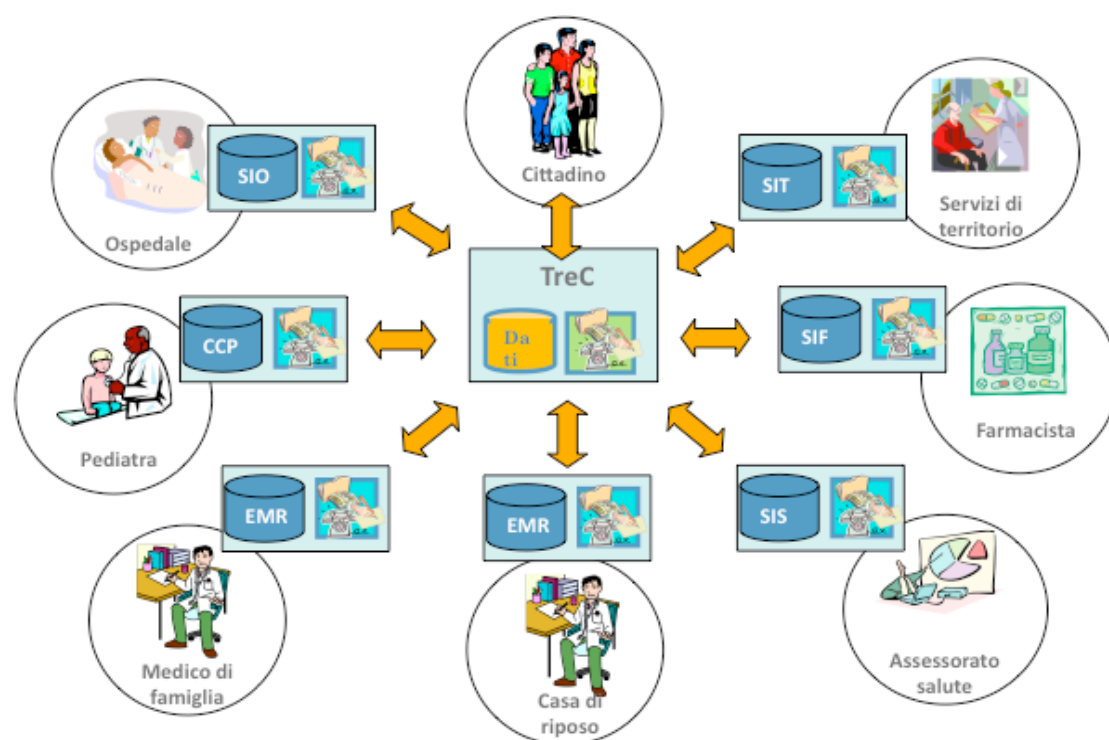 Cittadino
SIO
Ospedale
SIT
Servizi di
territorio
TreC
Da
ti
CCP
Pediatra
SIF
Farmacista
EMR
Medico di
famiglia
EMR
Casa di
riposo
SIS
Assessorato
salute